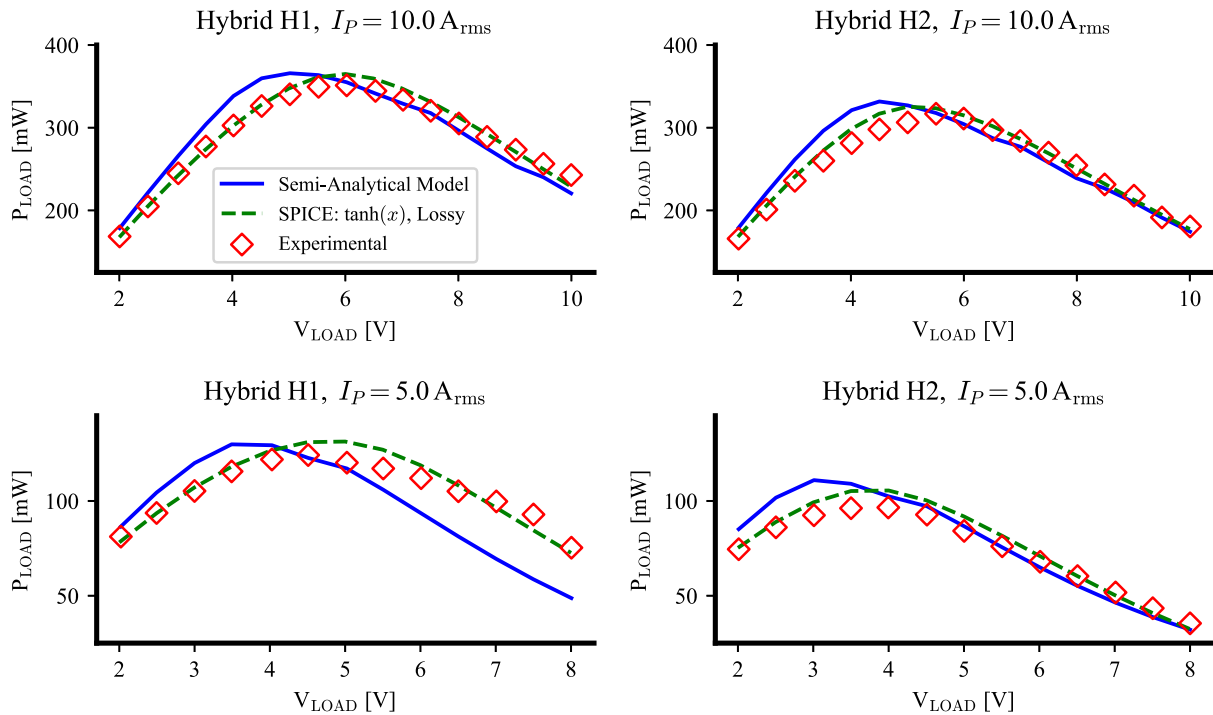 Hybrid H1, I_P = 10.0 A_rms
400
300
200
P_LOAD [mW]
Semi-Analytical Model
SPICE: tanh(x), Lossy
Experimental
2 4 6 8 10
V_LOAD [V]
Hybrid H2, I_P = 10.0 A_rms
400
300
200
P_LOAD [mW]
2 4 6 8 10
V_LOAD [V]
Hybrid H1, I_P = 5.0 A_rms
100
50
P_LOAD [mW]
2 3 4 5 6 7 8
V_LOAD [V]
Hybrid H2, I_P = 5.0 A_rms
100
50
P_LOAD [mW]
2 3 4 5 6 7 8
V_LOAD [V]